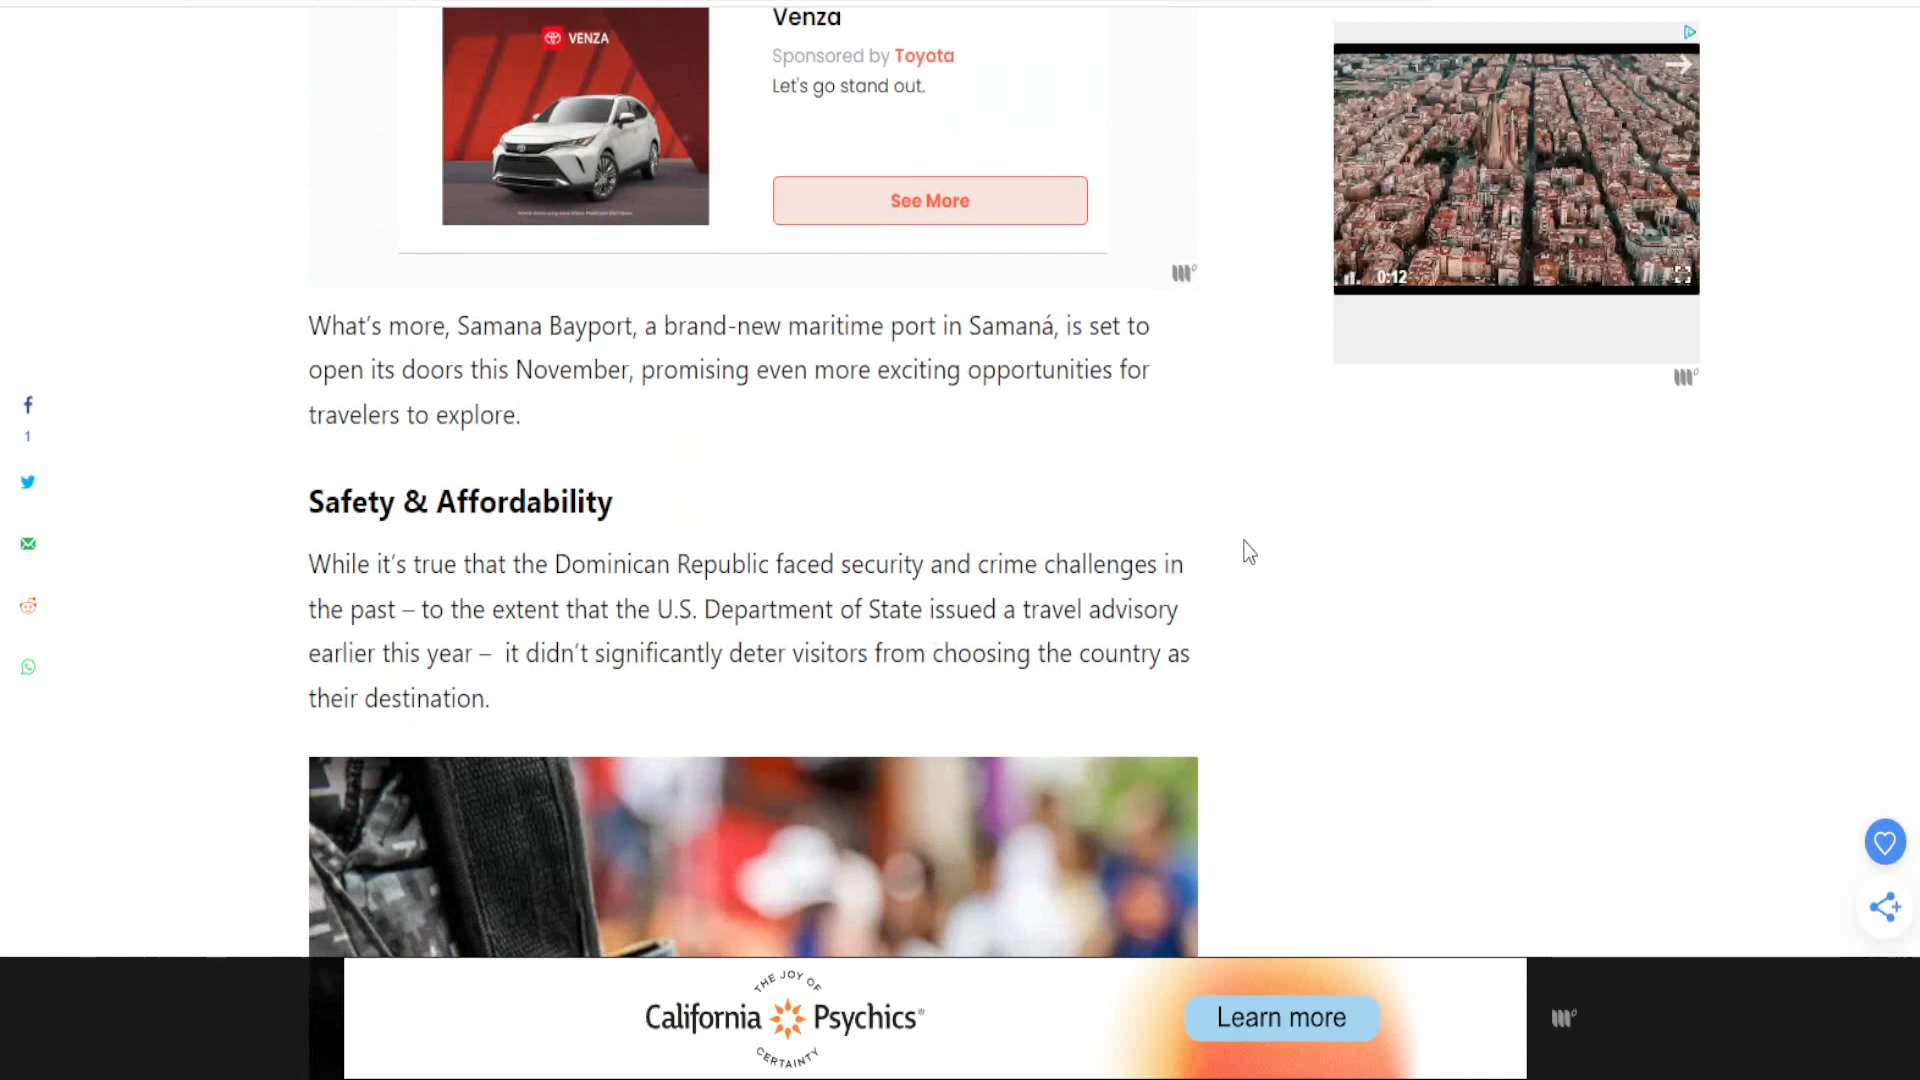 VENZA
Venza
Sponsored by Toyota
Let's go stand out.
See More
0:12
What's more, Samana Bayport, a brand-new maritime port in Samaná, is set to
open its doors this November, promising even more exciting opportunities for
travelers to explore.
1
Safety & Affordability
While it's true that the Dominican Republic faced security and crime challenges in
the past – to the extent that the U.S. Department of State issued a travel advisory
earlier this year –  it didn't significantly deter visitors from choosing the country as
their destination.
THE JOY OF
California Psychics®
CERTAINTY
Learn more